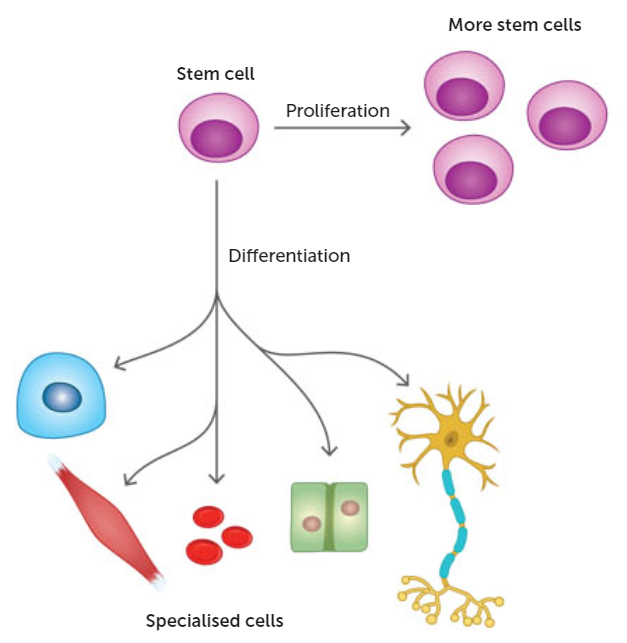 More stem cells
Stem cell
Proliferation
Differentiation
Specialised cells